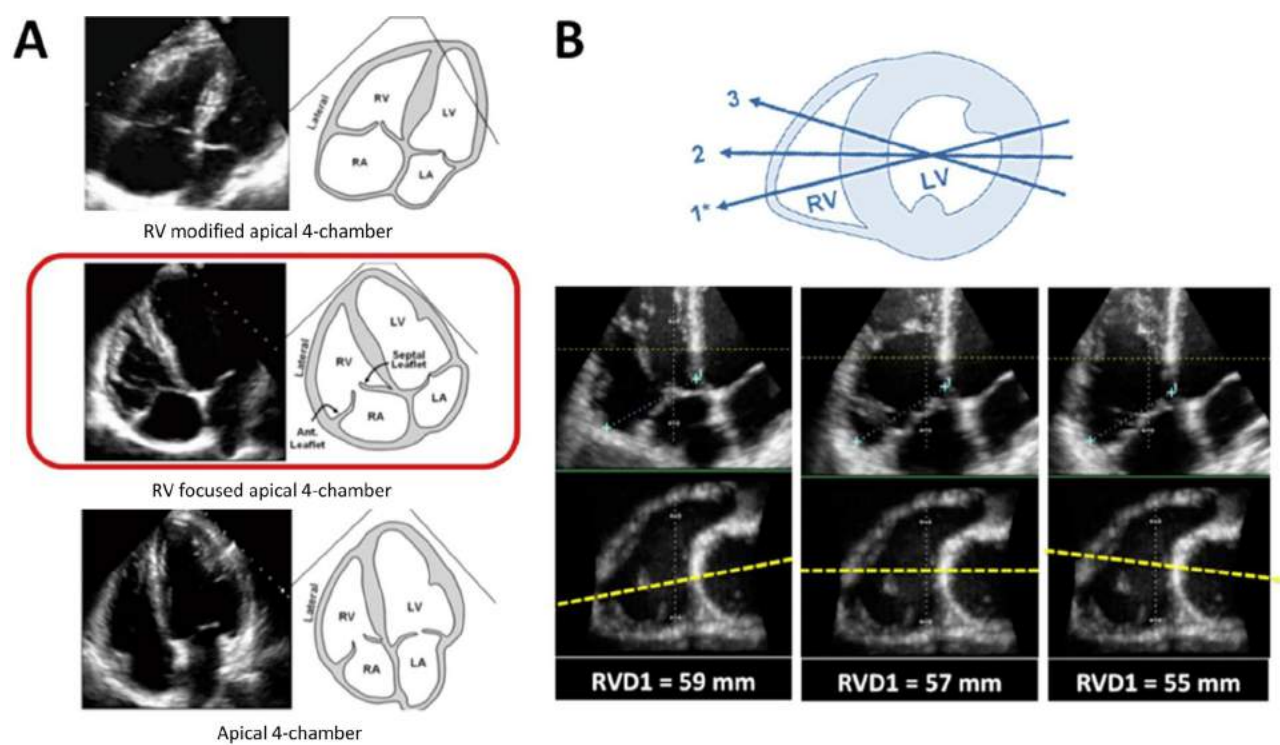 A
Lateral
RV
LV
RA
LA
RV modified apical 4-chamber
Lateral
RV
LV
Septal
Leaflet
LA
RA
Ant.
Leaflet
RV focused apical 4-chamber
Lateral
RV
LV
RA
LA
Apical 4-chamber
B
3
2
1*
RV
LV
RVD1 = 59 mm
RVD1 = 57 mm
RVD1 = 55 mm